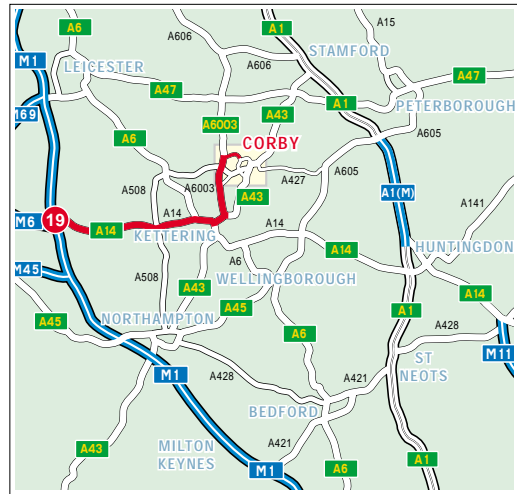 A6
A1
A15
M1
A606
STAMFORD
LEICESTER
A606
A47
A47
A43
A1
PETERBOROUGH
M69
A6003
A6
CORBY
A605
A427
A605
A508
A6003
A43
A1(M)
A141
19
M6
A14
A14
KETTERING
A14
A14
HUNTINGDON
M45
A6
A508
WELLINGBOROUGH
A43
A14
A45
A45
NORTHAMPTON
A1
A6
A428
ST
NEOTS
M11
M1
A428
A421
BEDFORD
A43
A421
MILTON
KEYNES
M1
A6
A1